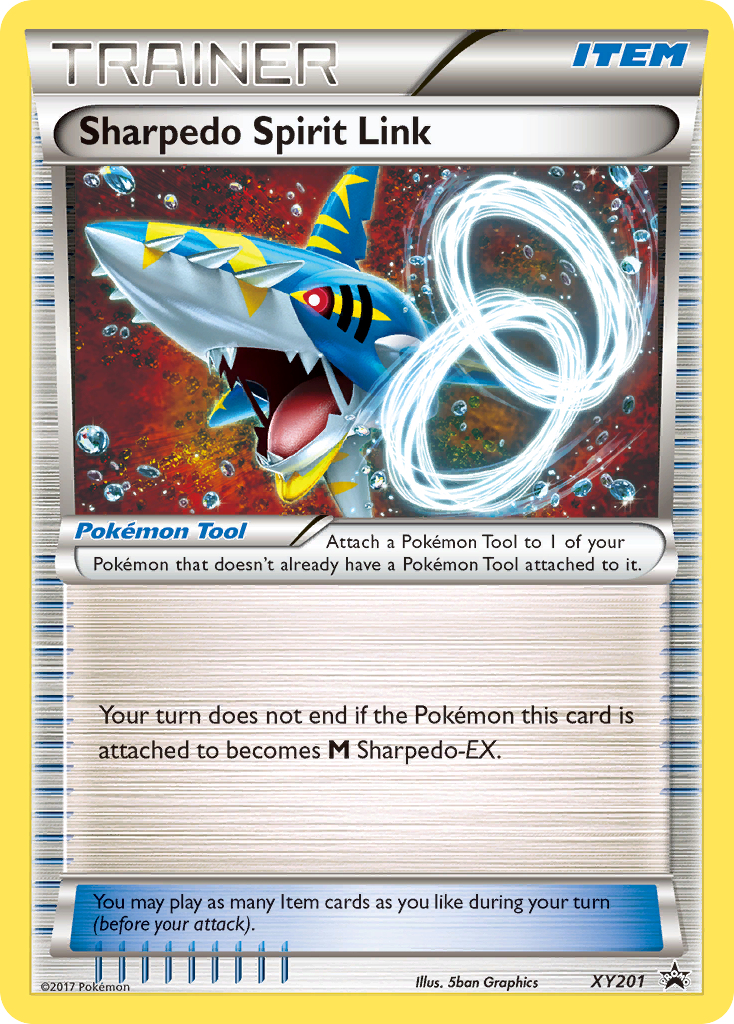 TRAINER
ITEM
Sharpedo Spirit Link
Pokémon Tool
Attach a Pokémon Tool to 1 of your
Pokémon that doesn't already have a Pokémon Tool attached to it.
Your turn does not end if the Pokémon this card is
attached to becomes M Sharpedo-EX.
You may play as many Item cards as you like during your turn
(before your attack).
©2017 Pokémon
Illus. 5ban Graphics
XY201
PROMO